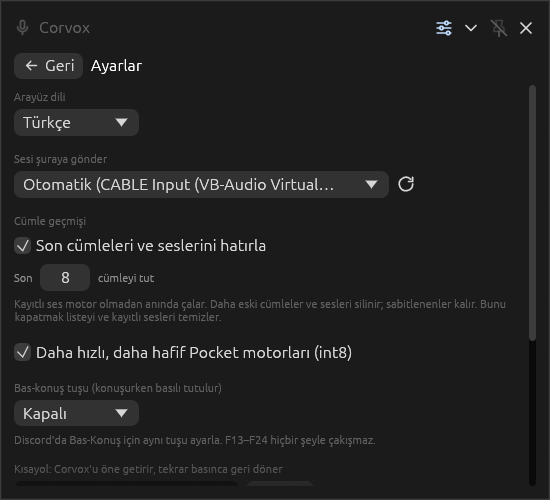 Corvox
Geri Ayarlar
Arayüz dili
Türkçe
Sesi şuraya gönder
Otomatik (CABLE Input (VB-Audio Virtual…
Cümle geçmişi
Son cümleleri ve seslerini hatırla
Son 8 cümleyi tut
Kayıtlı ses motor olmadan anında çalar. Daha eski cümleler ve sesleri silinir; sabitlenenler kalır. Bunu
kapatmak listeyi ve kayıtlı sesleri temizler.
Daha hızlı, daha hafif Pocket motorları (int8)
Bas-konuş tuşu (konuşurken basılı tutulur)
Kapalı
Discord'da Bas-Konuş için aynı tuşu ayarla. F13–F24 hiçbir şeyle çakışmaz.
Kısayol: Corvox'u öne getirir, tekrar basınca geri döner